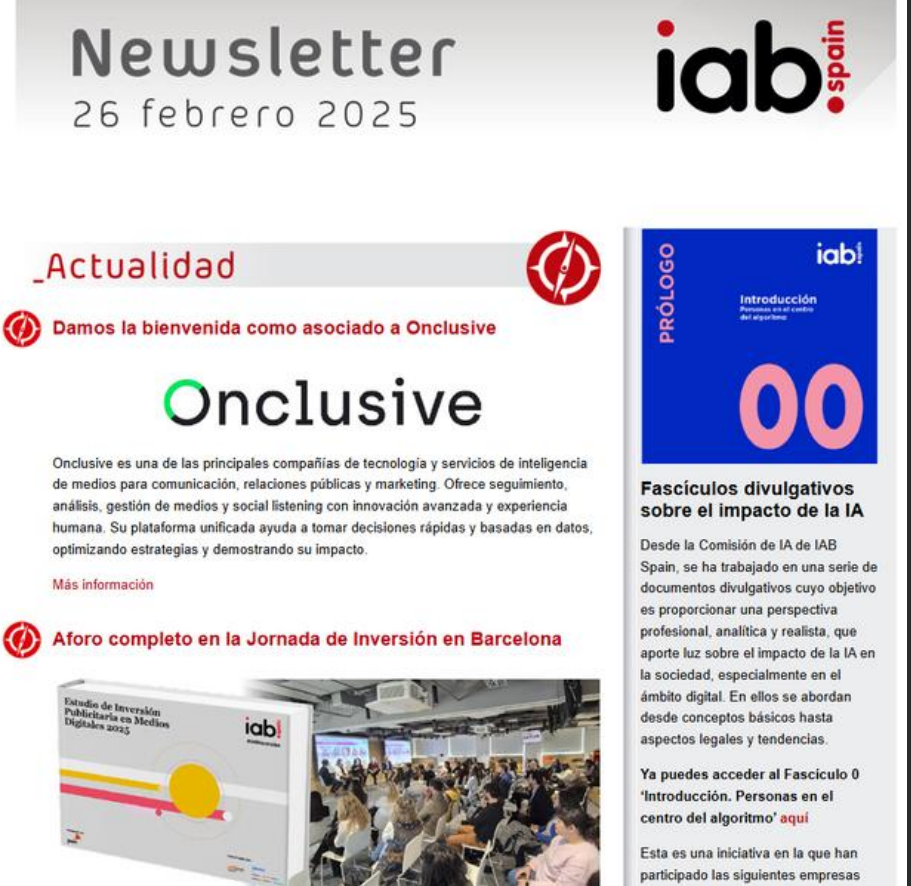 Newsletter
26 febrero 2025
iab
spain
_Actualidad
Damos la bienvenida como asociado a Onclusive
Onclusive
Onclusive es una de las principales compañías de tecnología y servicios de inteligencia
de medios para comunicación, relaciones públicas y marketing. Ofrece seguimiento,
análisis, gestión de medios y social listening con innovación avanzada y experiencia
humana. Su plataforma unificada ayuda a tomar decisiones rápidas y basadas en datos,
optimizando estrategias y demostrando su impacto.
Más información
Aforo completo en la Jornada de Inversión en Barcelona
Estudio de Inversión
Publicitaria en Medios
Digitales 2025
iab
PRÓLOGO
iab
spain
Introducción
Personas en el centro
del algoritmo
00
Fascículos divulgativos
sobre el impacto de la IA
Desde la Comisión de IA de IAB
Spain, se ha trabajado en una serie de
documentos divulgativos cuyo objetivo
es proporcionar una perspectiva
profesional, analítica y realista, que
aporte luz sobre el impacto de la IA en
la sociedad, especialmente en el
ámbito digital. En ellos se abordan
desde conceptos básicos hasta
aspectos legales y tendencias.
Ya puedes acceder al Fascículo 0
‘Introducción. Personas en el
centro del algoritmo’ aquí
Esta es una iniciativa en la que han
participado las siguientes empresas